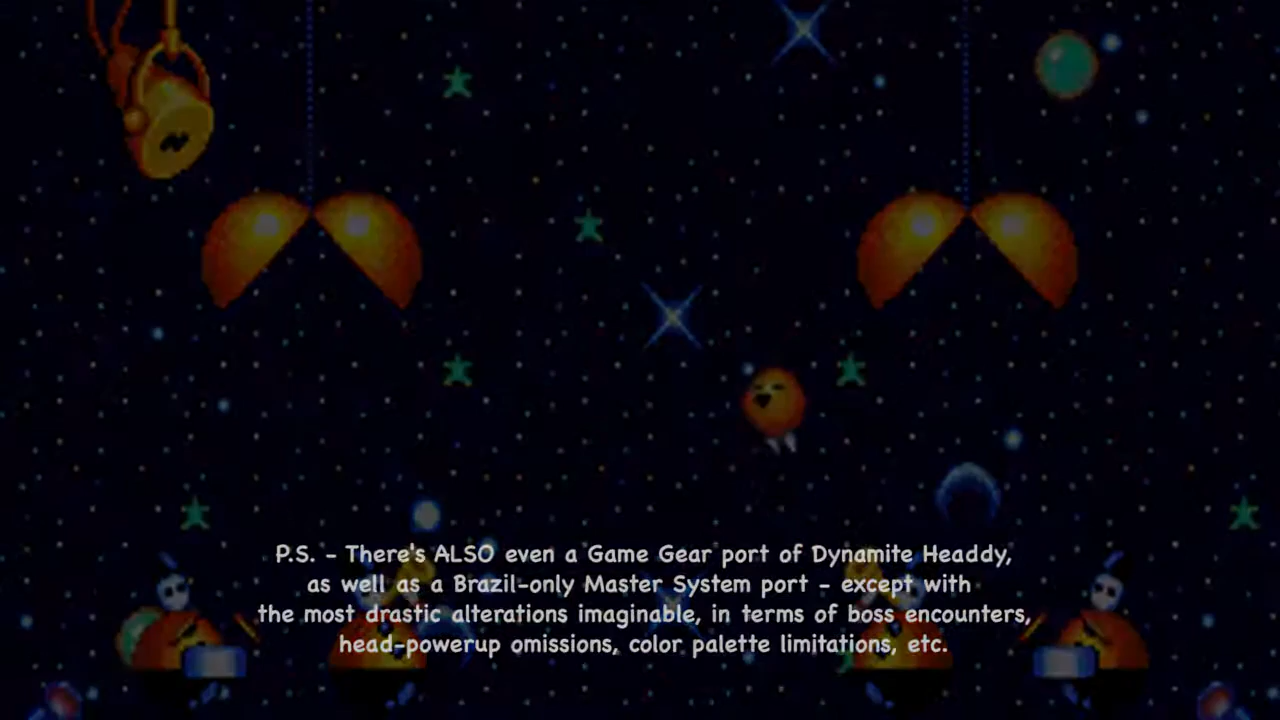 P.S. - There's ALSO even a Game Gear port of Dynamite Headdy,
as well as a Brazil-only Master System port - except with
the most drastic alterations imaginable, in terms of boss encounters,
head-powerup omissions, color palette limitations, etc.